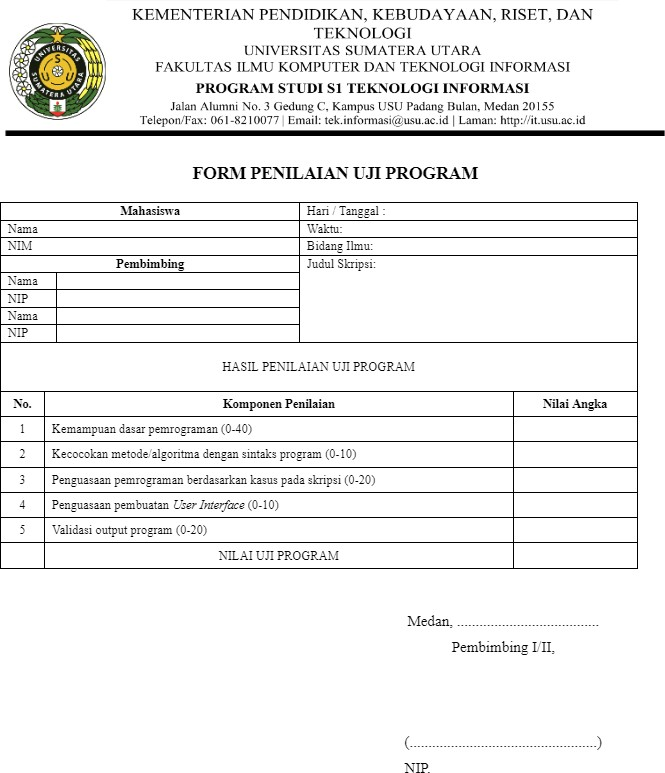 KEMENTERIAN PENDIDIKAN, KEBUDAYAAN, RISET, DAN
TEKNOLOGI
UNIVERSITAS SUMATERA UTARA
FAKULTAS ILMU KOMPUTER DAN TEKNOLOGI INFORMASI
PROGRAM STUDI S1 TEKNOLOGI INFORMASI
Jalan Alumni No. 3 Gedung C, Kampus USU Padang Bulan, Medan 20155
Telepon/Fax: 061-8210077 | Email: tek.informasi@usu.ac.id | Laman: http://it.usu.ac.id
UNIVERSITAS
SUMATERA UTARA
FORM PENILAIAN UJI PROGRAM
Mahasiswa
Hari / Tanggal :
Nama
Waktu:
NIM
Bidang Ilmu:
Pembimbing
Judul Skripsi:
Nama
NIP
Nama
NIP
HASIL PENILAIAN UJI PROGRAM
No. Komponen Penilaian Nilai Angka
1 Kemampuan dasar pemrograman (0-40)
2 Kecocokan metode/algoritma dengan sintaks program (0-10)
3 Penguasaan pemrograman berdasarkan kasus pada skripsi (0-20)
4 Penguasaan pembuatan User Interface (0-10)
5 Validasi output program (0-20)
NILAI UJI PROGRAM
Medan, ......................................
Pembimbing I/II,
(..................................................)
NIP.